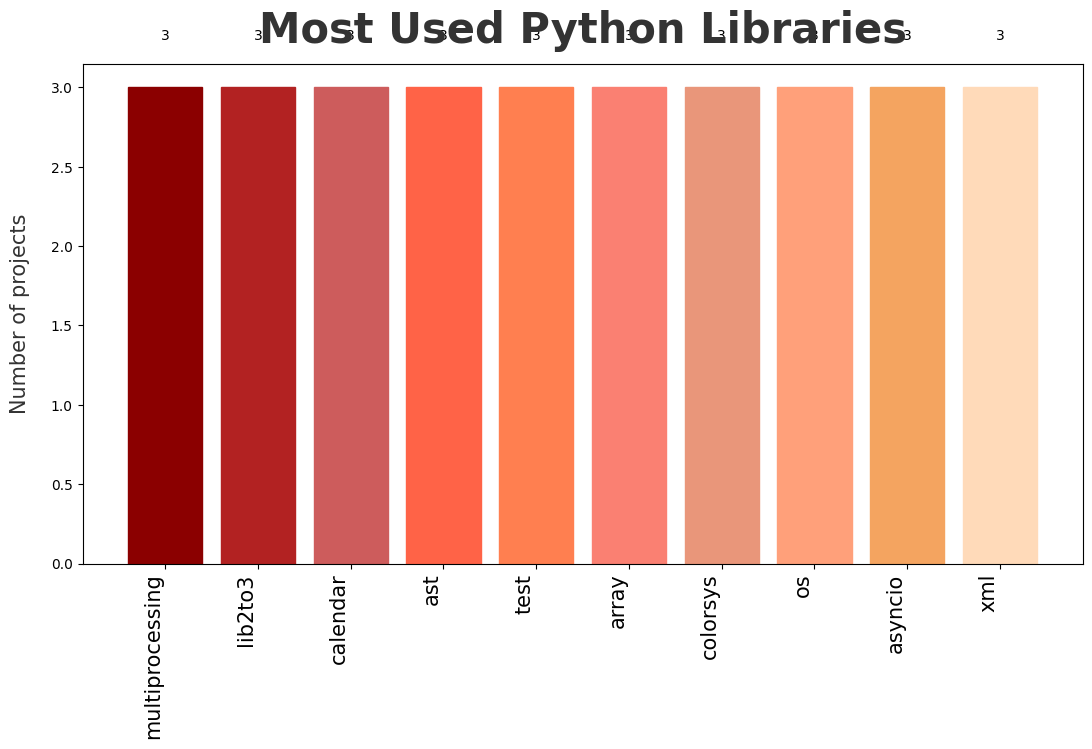 Most Used Python Libraries
3 3 3 3 3 3 3 3 3 3
Number of projects
3.0
2.5
2.0
1.5
1.0
0.5
0.0
multiprocessing
lib2to3
calendar
ast
test
array
colorsys
os
asyncio
xml